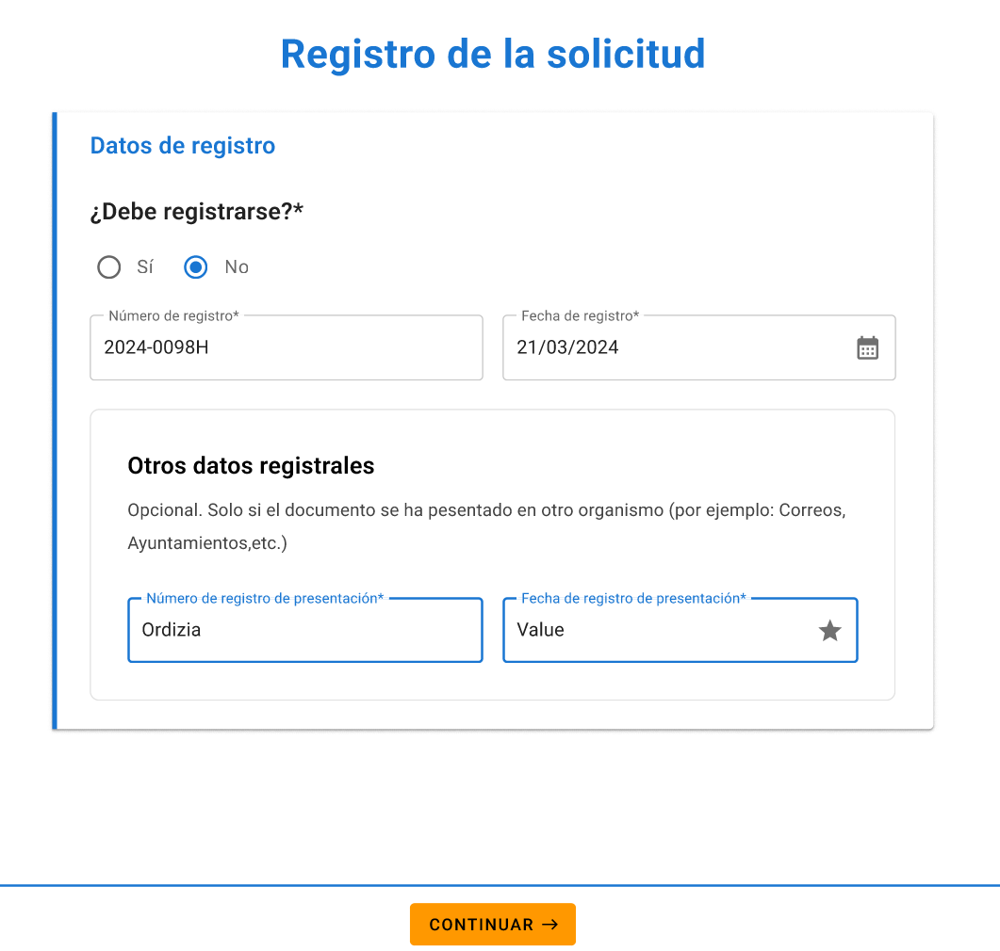 Registro de la solicitud
Datos de registro
¿Debe registrarse?*
Sí No
Número de registro* Fecha de registro*
2024-0098H 21/03/2024
Otros datos registrales
Opcional. Solo si el documento se ha pesentado en otro organismo (por ejemplo: Correos,
Ayuntamientos,etc.)
Número de registro de presentación* Fecha de registro de presentación*
Ordizia Value
CONTINUAR →